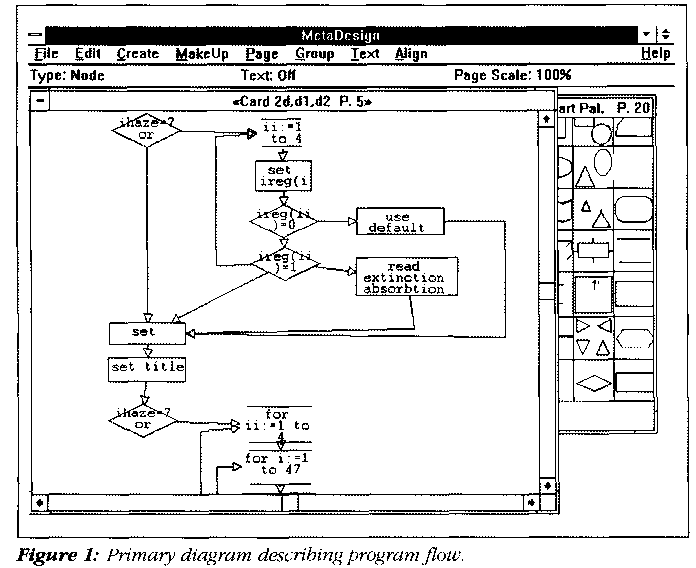 MetaDesign
File Edit Create MakeUp Page Group Text Align Help
Type: Node Text: Off Page Scale: 100%
«Card 2d,d1,d2 P. 5»
art Pal. P. 20
ihaze=7
or
ii:=1
to 4
set
ireg(i
ireg(ii
)=0
use
default
ireg(ii
)=1
read
extinction
absorbtion
set
set title
ihaze=7
or
for
ii:=1 to
4
for i:=1
to 47
Figure 1: Primary diagram describing program flow.